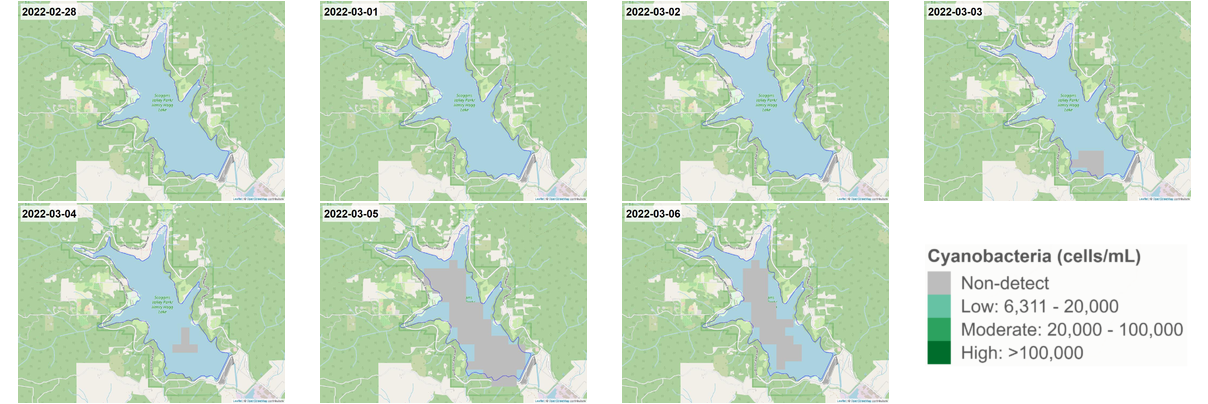 2022-02-28
2022-03-01
2022-03-02
2022-03-03
2022-03-04
2022-03-05
2022-03-06
Cyanobacteria (cells/mL)
Non-detect
Low: 6,311 - 20,000
Moderate: 20,000 - 100,000
High: >100,000